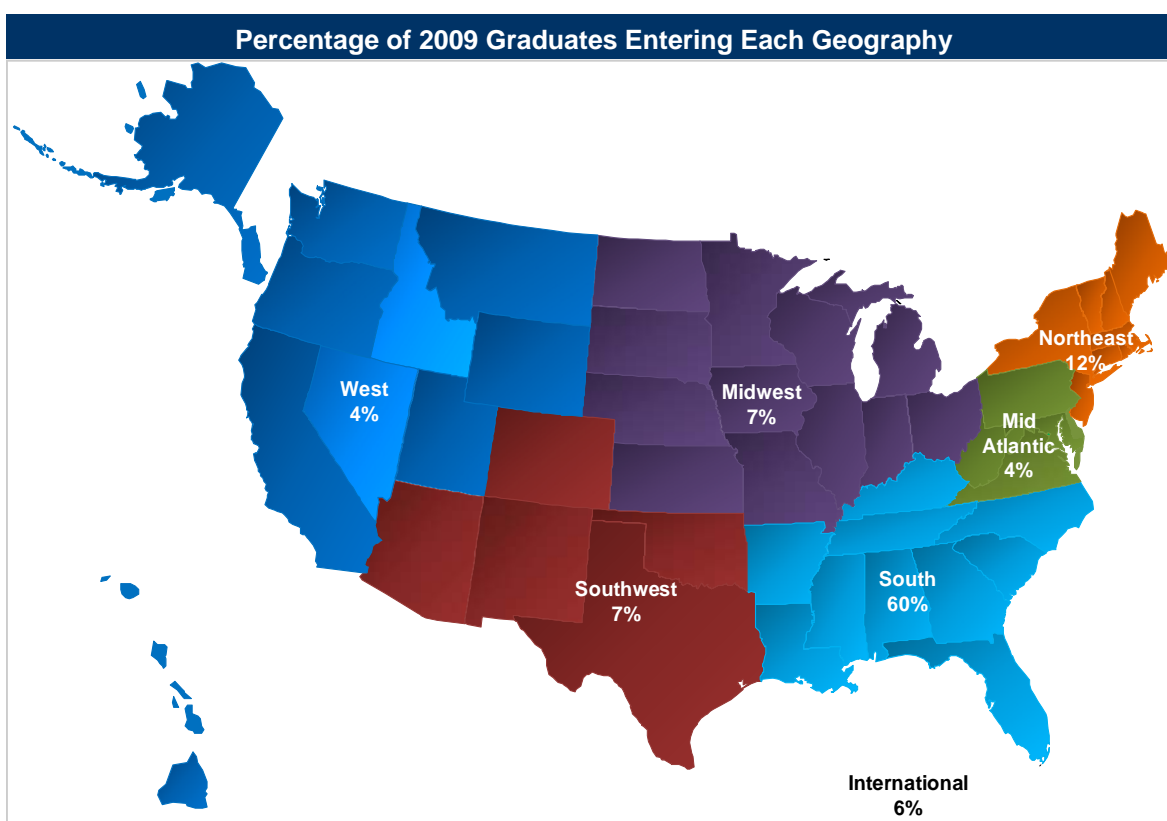 Percentage of 2009 Graduates Entering Each Geography
Northeast
12%
West
4%
Midwest
7%
Mid
Atlantic
4%
South
60%
Southwest
7%
International
6%